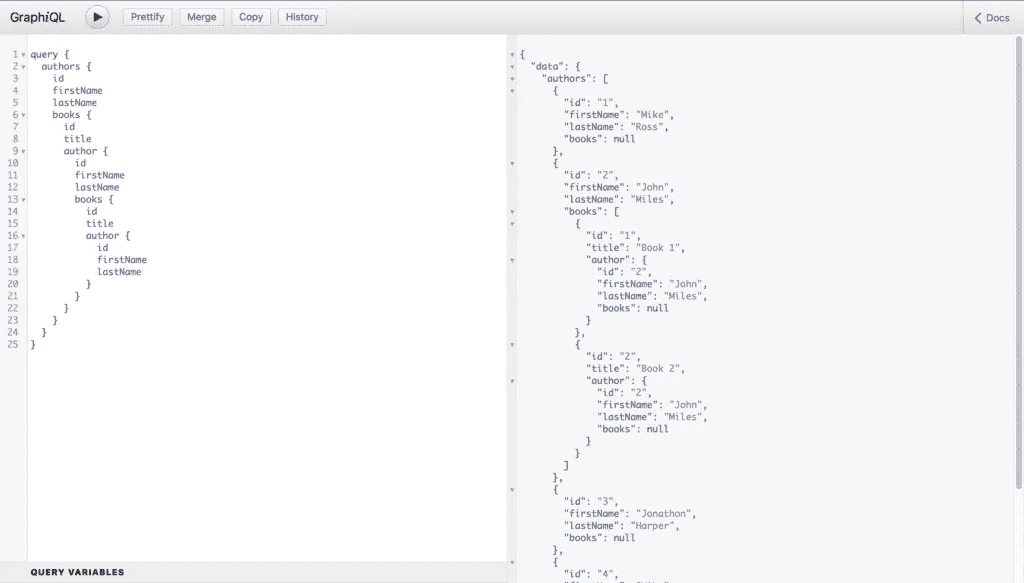 GraphiQL Prettify Merge Copy History Docs
1 query {
2 authors {
3 id
4 firstName
5 lastName
6 books {
7 id
8 title
9 author {
10 id
11 firstName
12 lastName
13 books {
14 id
15 title
16 author {
17 id
18 firstName
19 lastName
20 }
21 }
22 }
23 }
24 }
25 }
QUERY VARIABLES
{
"data": {
"authors": [
{
"id": "1",
"firstName": "Mike",
"lastName": "Ross",
"books": null
},
{
"id": "2",
"firstName": "John",
"lastName": "Miles",
"books": [
{
"id": "1",
"title": "Book 1",
"author": {
"id": "2",
"firstName": "John",
"lastName": "Miles",
"books": null
}
},
{
"id": "2",
"title": "Book 2",
"author": {
"id": "2",
"firstName": "John",
"lastName": "Miles",
"books": null
}
}
]
},
{
"id": "3",
"firstName": "Jonathon",
"lastName": "Harper",
"books": null
},
{
"id": "4",